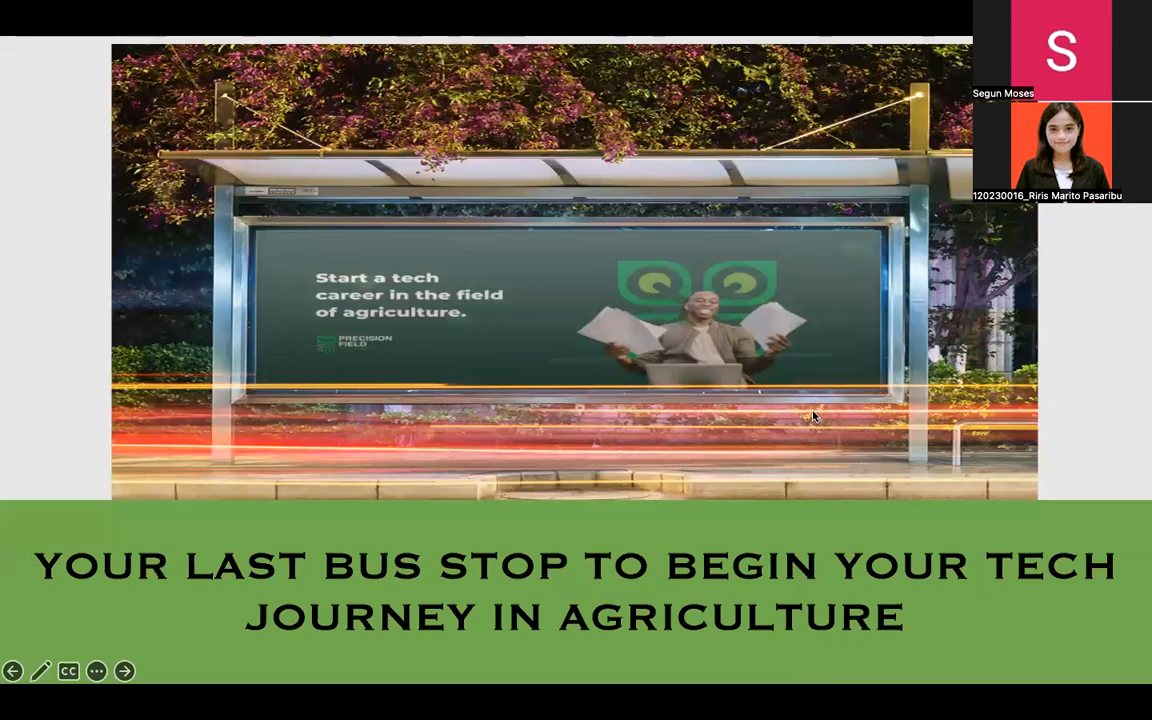 S
Segun Moses
120230016_Riris Marito Pasaribu
Start a tech
career in the field
of agriculture.
PRECISION
FIELD
YOUR LAST BUS STOP TO BEGIN YOUR TECH
JOURNEY IN AGRICULTURE
CC